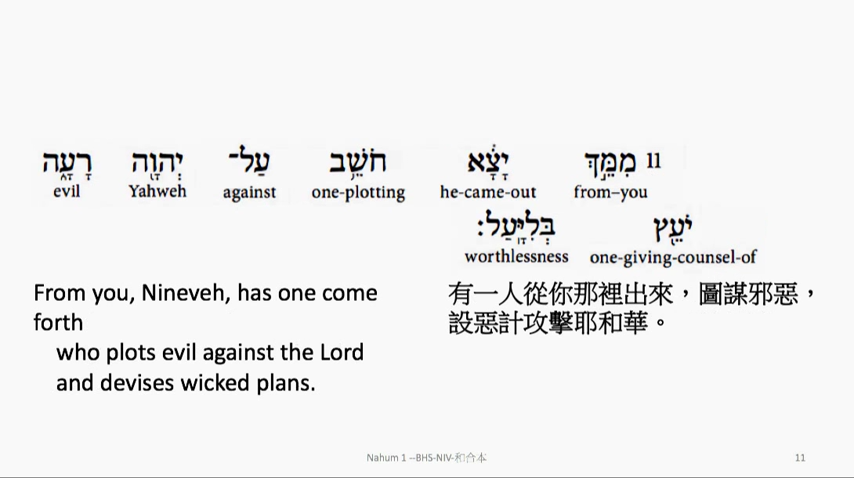 11 מִמֵּ֣ךְ יָצָ֔א חֹשֵׁ֥ב עַל־ יְהוָ֖ה רָעָ֑ה
evil Yahweh against one-plotting he-came-out from–you
יֹעֵ֖ץ בְּלִיָּֽעַל׃
worthlessness one-giving-counsel-of
From you, Nineveh, has one come
forth
who plots evil against the Lord
and devises wicked plans.
有一人從你那裡出來，圖謀邪惡，
設惡計攻擊耶和華。
Nahum 1 --BHS-NIV-和合本
11